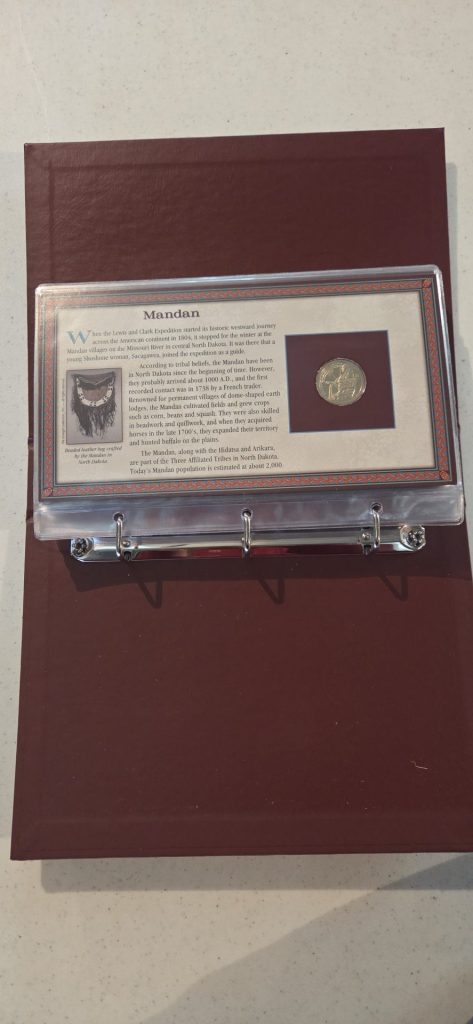 Mandan
When the Lewis and Clark Expedition started its historic westward journey
across the American continent in 1804, it stopped for the winter at the
Mandan villages on the Missouri River in central North Dakota. It was there that a
young Shoshone woman, Sacagawea, joined the expedition as a guide.
According to tribal beliefs, the Mandan have been
in North Dakota since the beginning of time. However,
they probably arrived about 1000 A.D., and the first
recorded contact was in 1738 by a French trader.
Renowned for permanent villages of dome-shaped earth
lodges, the Mandan cultivated fields and grew crops
such as corn, beans and squash. They were also skilled
in beadwork and quillwork, and when they acquired
horses in the late 1700's, they expanded their territory
and hunted buffalo on the plains.
The Mandan, along with the Hidatsa and Arikara,
are part of the Three Affiliated Tribes in North Dakota.
Today's Mandan population is estimated at about 2,000.
Beaded leather bag crafted
by the Mandan in
North Dakota